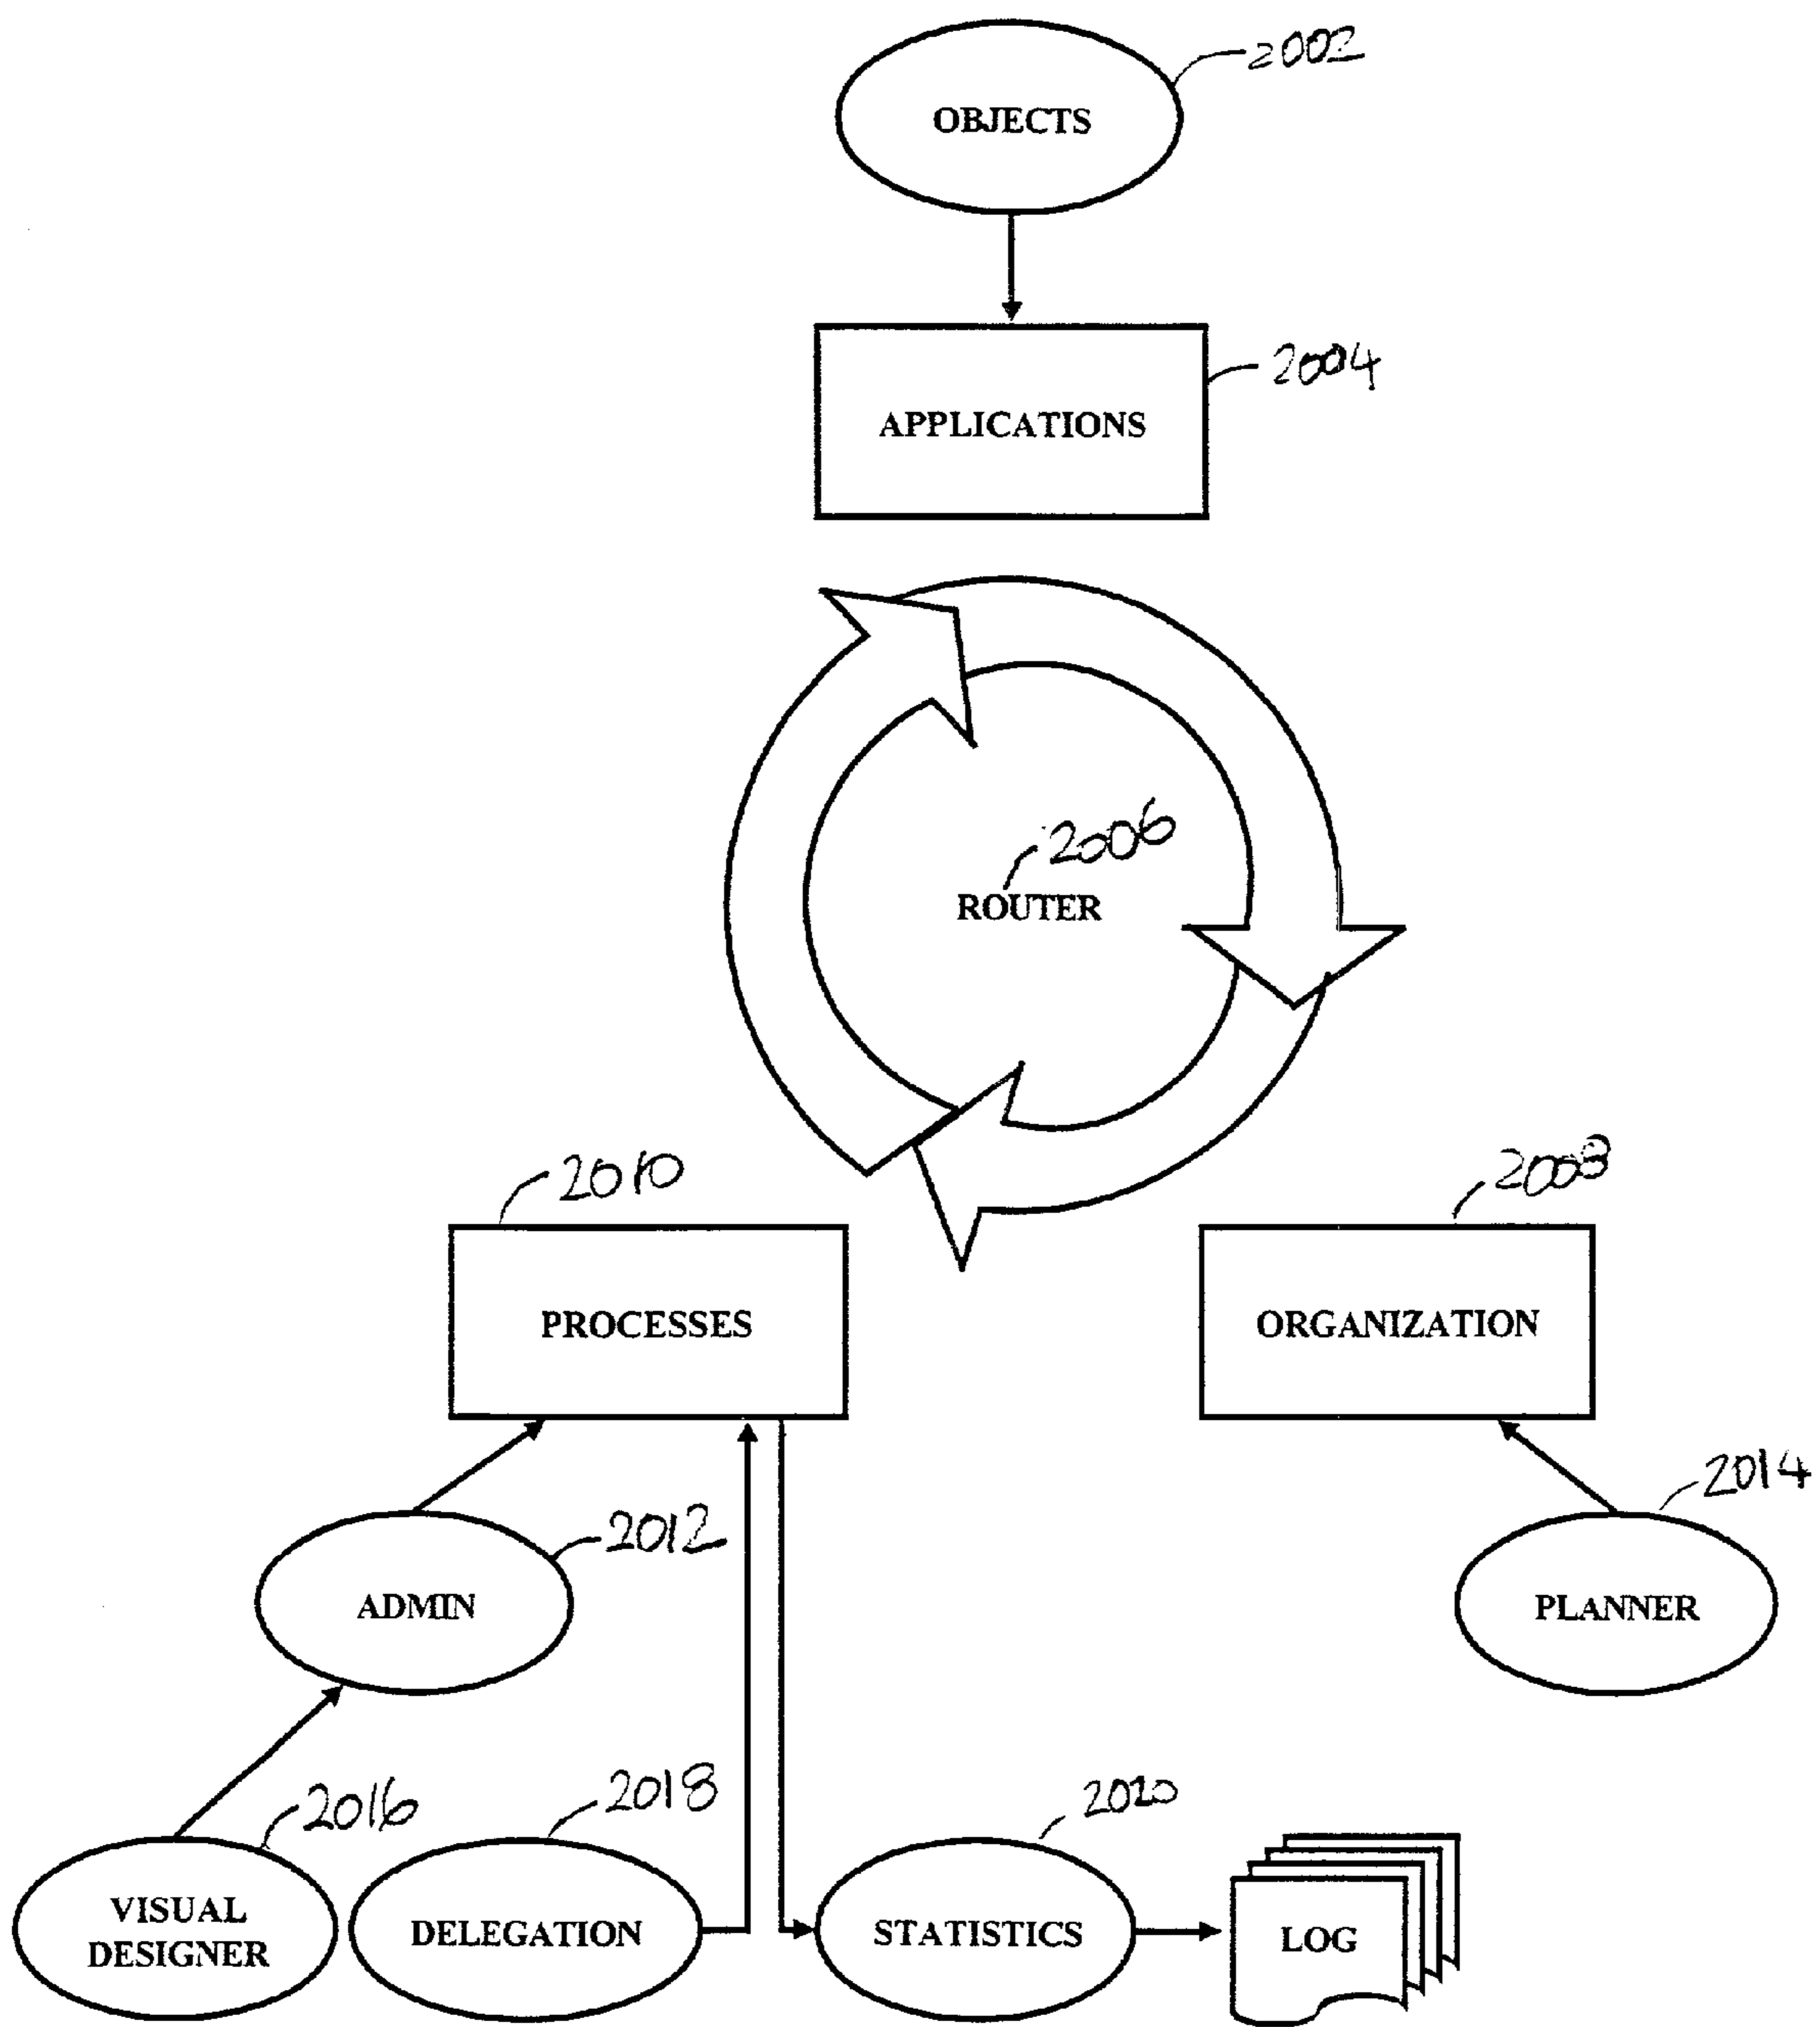 2002
OBJECTS
2004
APPLICATIONS
2006
ROUTER
2010
2008
PROCESSES
ORGANIZATION
2014
2012
ADMIN
PLANNER
2016
2018
2020
VISUAL
DESIGNER
DELEGATION
STATISTICS
LOG